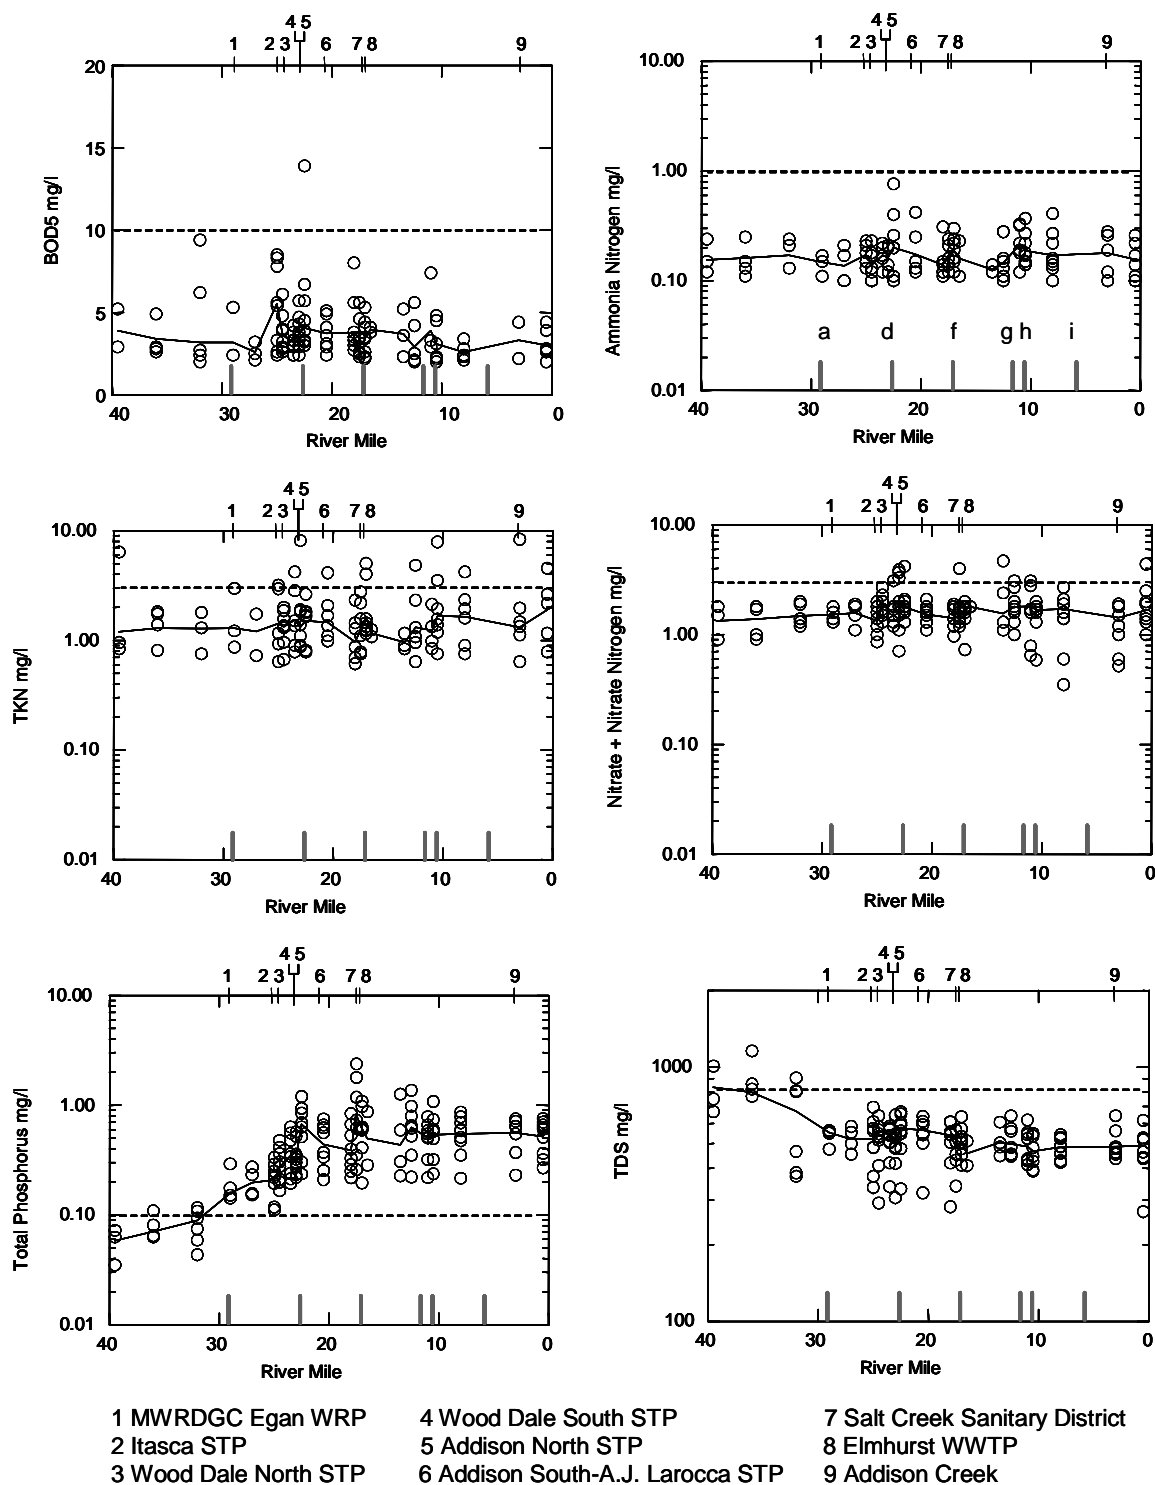 4 5
1 2 3 6 7 8 9
20
15
10
5
0
BOD5 mg/l
40 30 20 10 0
River Mile
4 5
1 2 3 6 7 8 9
10.00
1.00
0.10
0.01
Ammonia Nitrogen mg/l
a d f g h i
40 30 20 10 0
River Mile
4 5
1 2 3 6 7 8 9
10.00
1.00
0.10
0.01
TKN mg/l
40 30 20 10 0
River Mile
4 5
1 2 3 6 7 8 9
10.00
1.00
0.10
0.01
Nitrate + Nitrate Nitrogen mg/l
40 30 20 10 0
River Mile
4 5
1 2 3 6 7 8 9
10.00
1.00
0.10
0.01
Total Phosphorus mg/l
40 30 20 10 0
River Mile
4 5
1 2 3 6 7 8 9
1000
100
TDS mg/l
40 30 20 10 0
River Mile
1 MWRDGC Egan WRP
2 Itasca STP
3 Wood Dale North STP
4 Wood Dale South STP
5 Addison North STP
6 Addison South-A.J. Larocca STP
7 Salt Creek Sanitary District
8 Elmhurst WWTP
9 Addison Creek